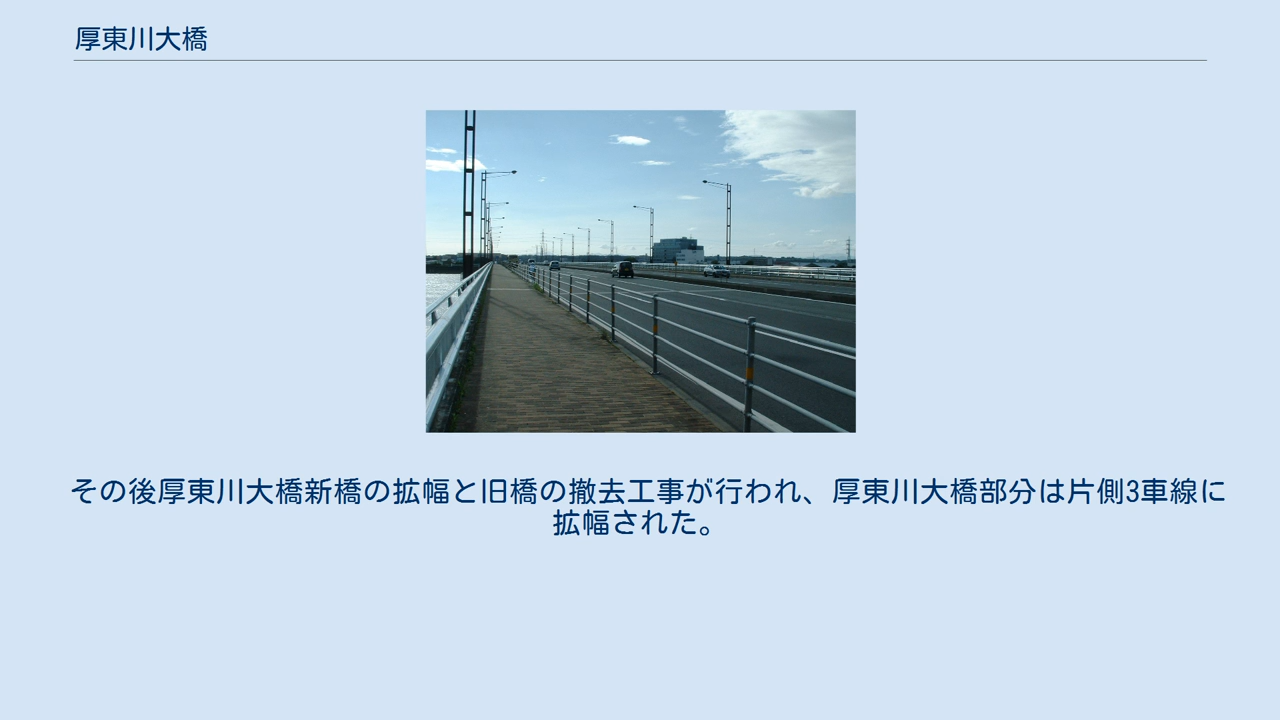 厚東川大橋
その後厚東川大橋新橋の拡幅と旧橋の撤去工事が行われ、厚東川大橋部分は片側3車線に
拡幅された。